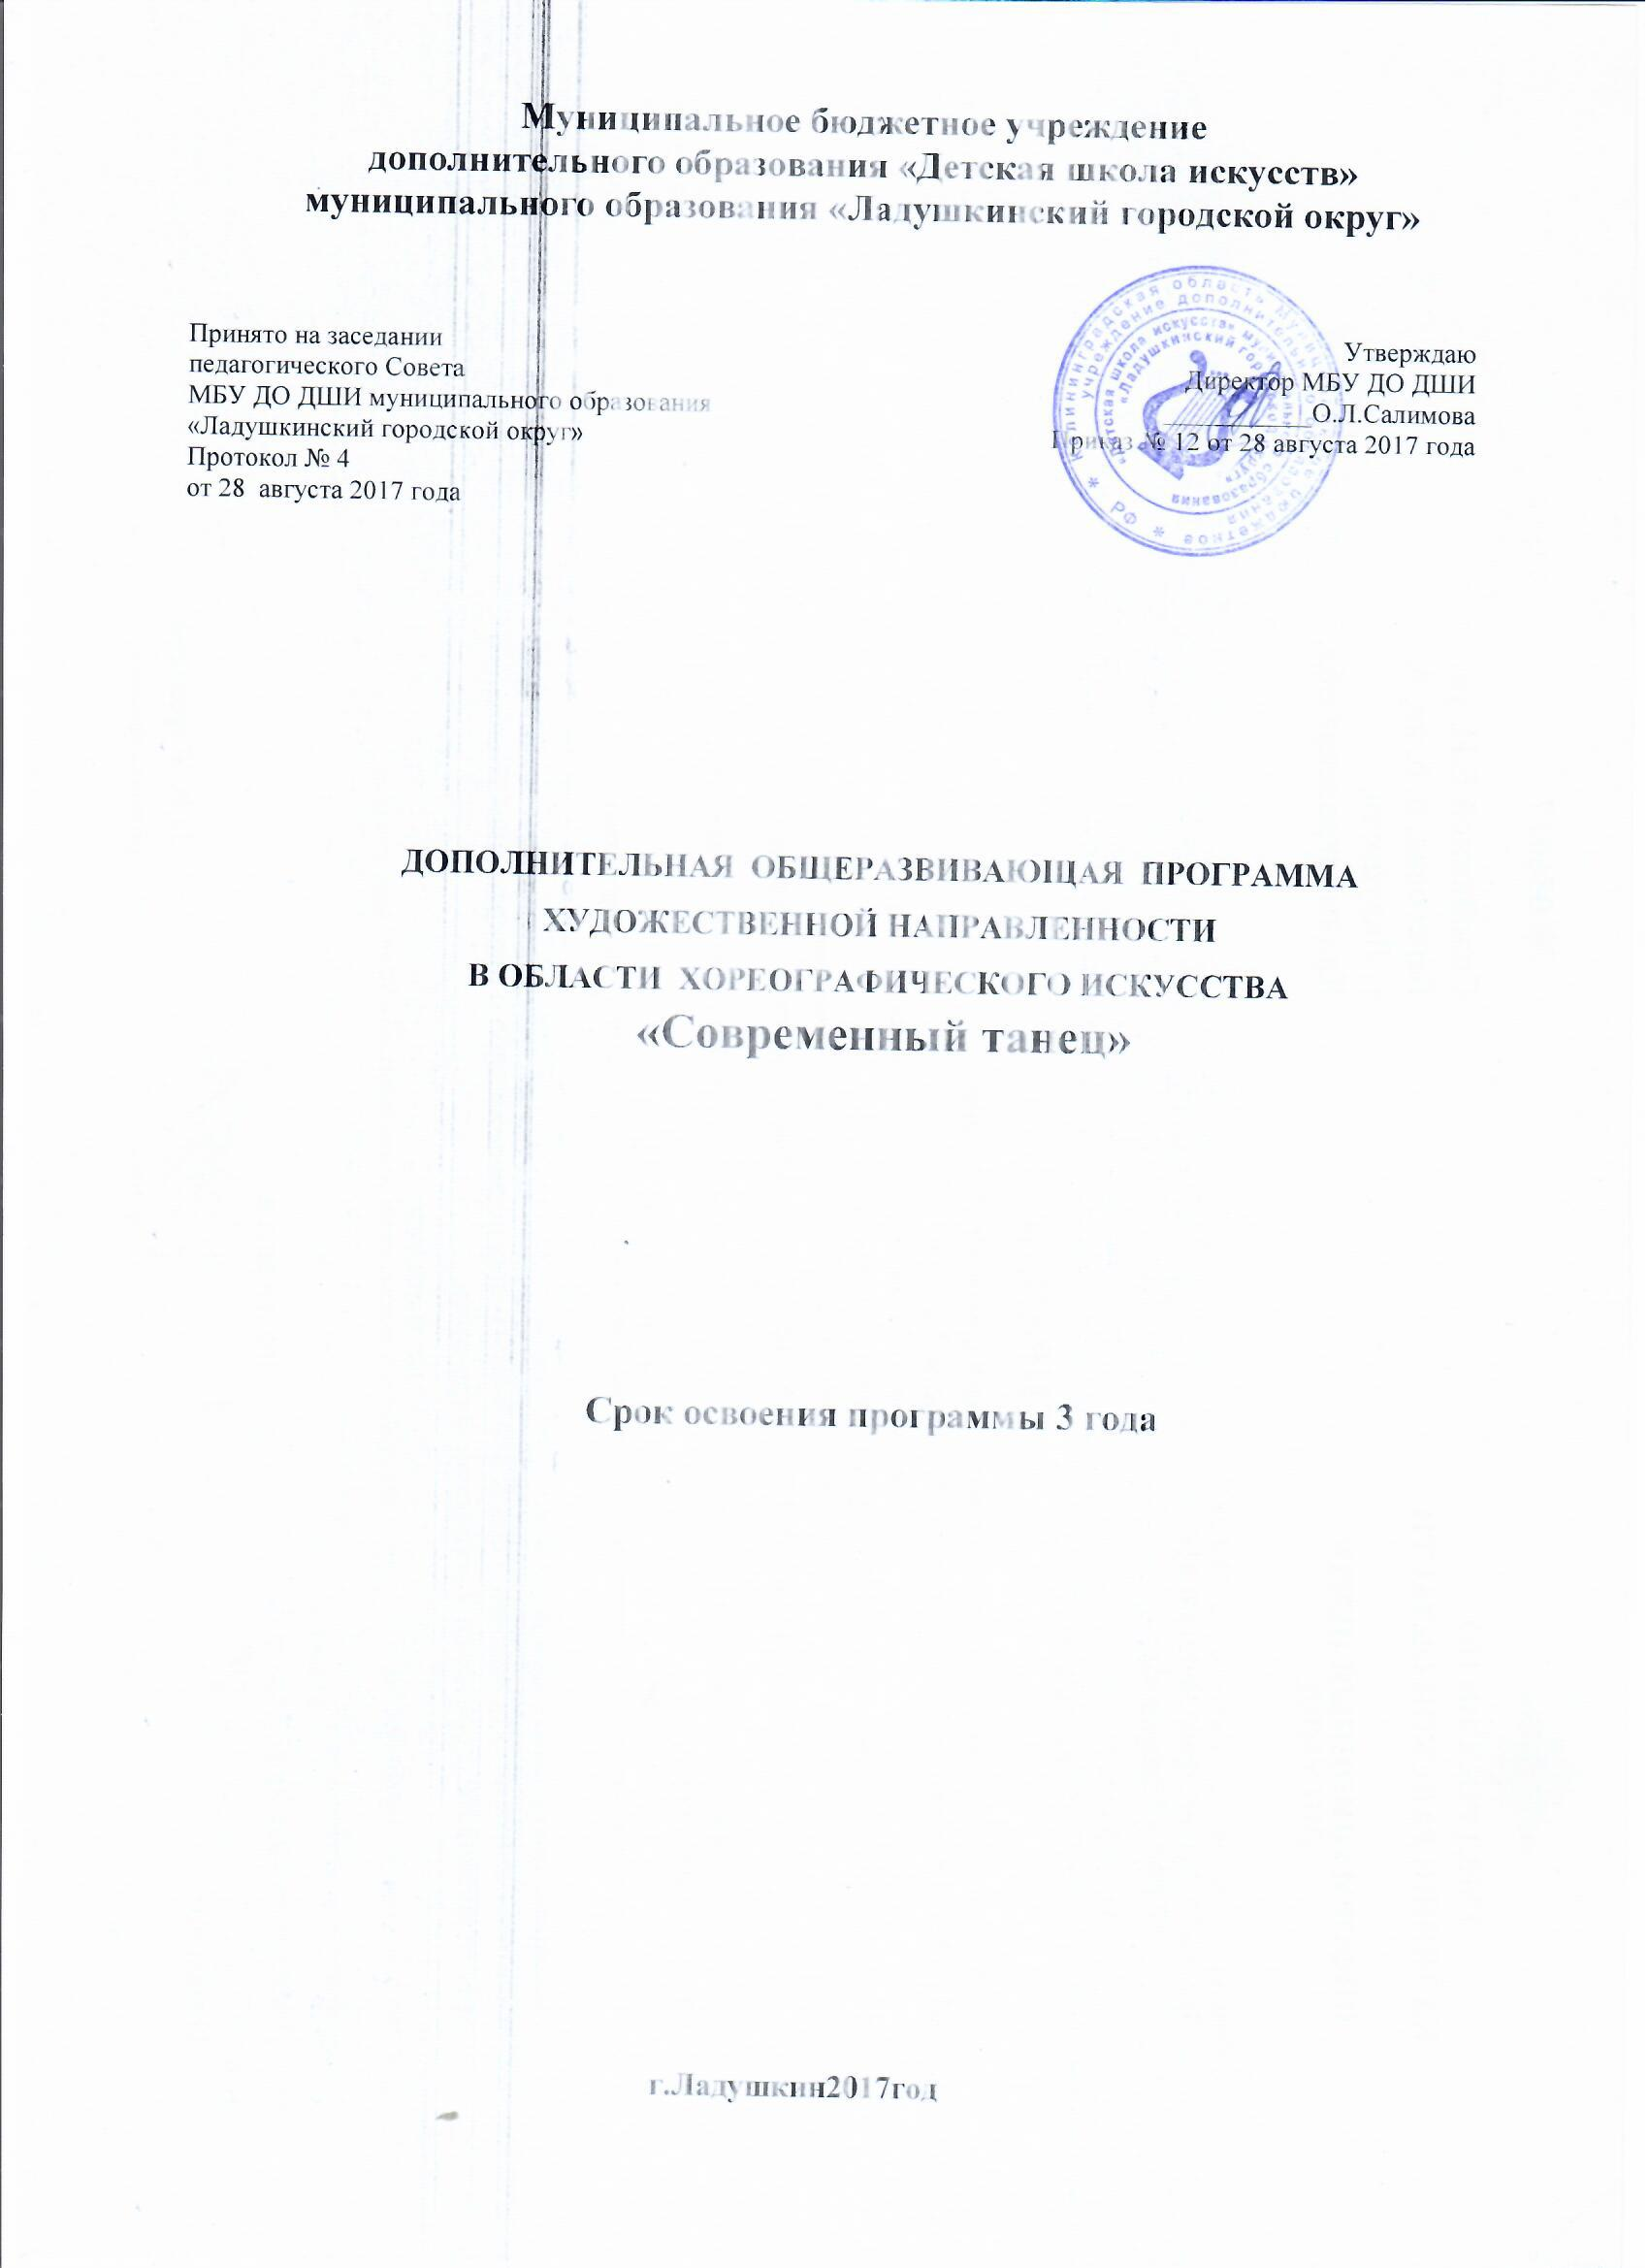 Муниципальное бюджетное учреждение
дополнительного образования «Детская школа искусств»
муниципального образования «Ладушкинский городской округ»
Принято на заседании
педагогического Совета
МБУ ДО ДШИ муниципального образования
«Ладушкинский городской округ»
Протокол № 4
от 28 августа 2017 года
Утверждаю
Директор МБУ ДО ДШИ
___________О.Л.Салимова
Приказ № 12 от 28 августа 2017 года
ДОПОЛНИТЕЛЬНАЯ ОБЩЕРАЗВИВАЮЩАЯ ПРОГРАММА
ХУДОЖЕСТВЕННОЙ НАПРАВЛЕННОСТИ
В ОБЛАСТИ ХОРЕОГРАФИЧЕСКОГО ИСКУССТВА
«Современный танец»
Срок освоения программы 3 года
г.Ладушкин2017год